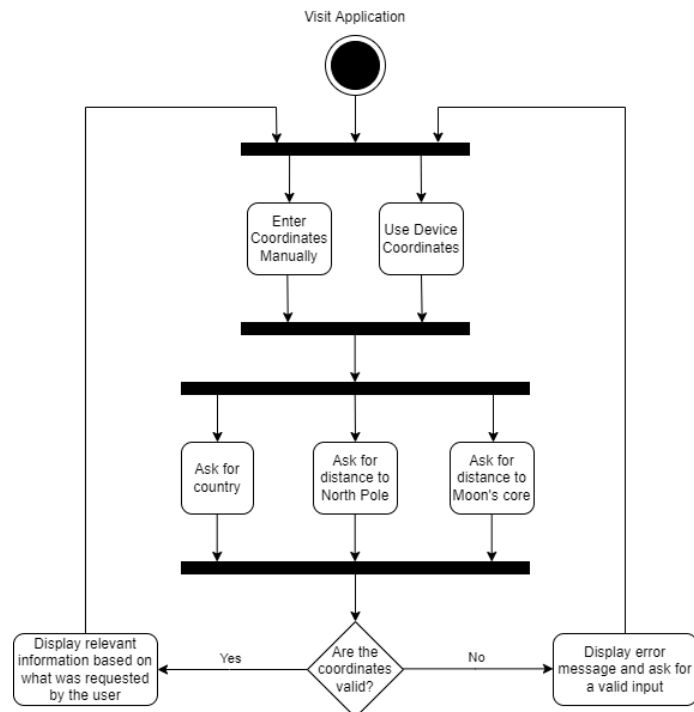 Visit Application
Enter
Coordinates
Manually
Use Device
Coordinates
Ask for
country
Ask for
distance to
North Pole
Ask for
distance to
Moon's core
Are the
coordinates
valid?
Yes
No
Display relevant
information based on
what was requested
by the user
Display error
message and ask for
a valid input